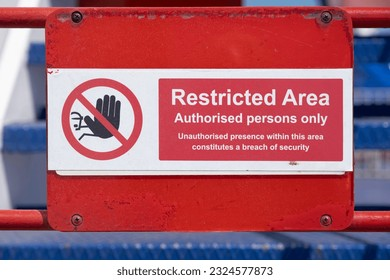 Restricted Area
Authorised persons only
Unauthorised presence within this area
constitutes a breach of security
shutterstock.com · 2324577873